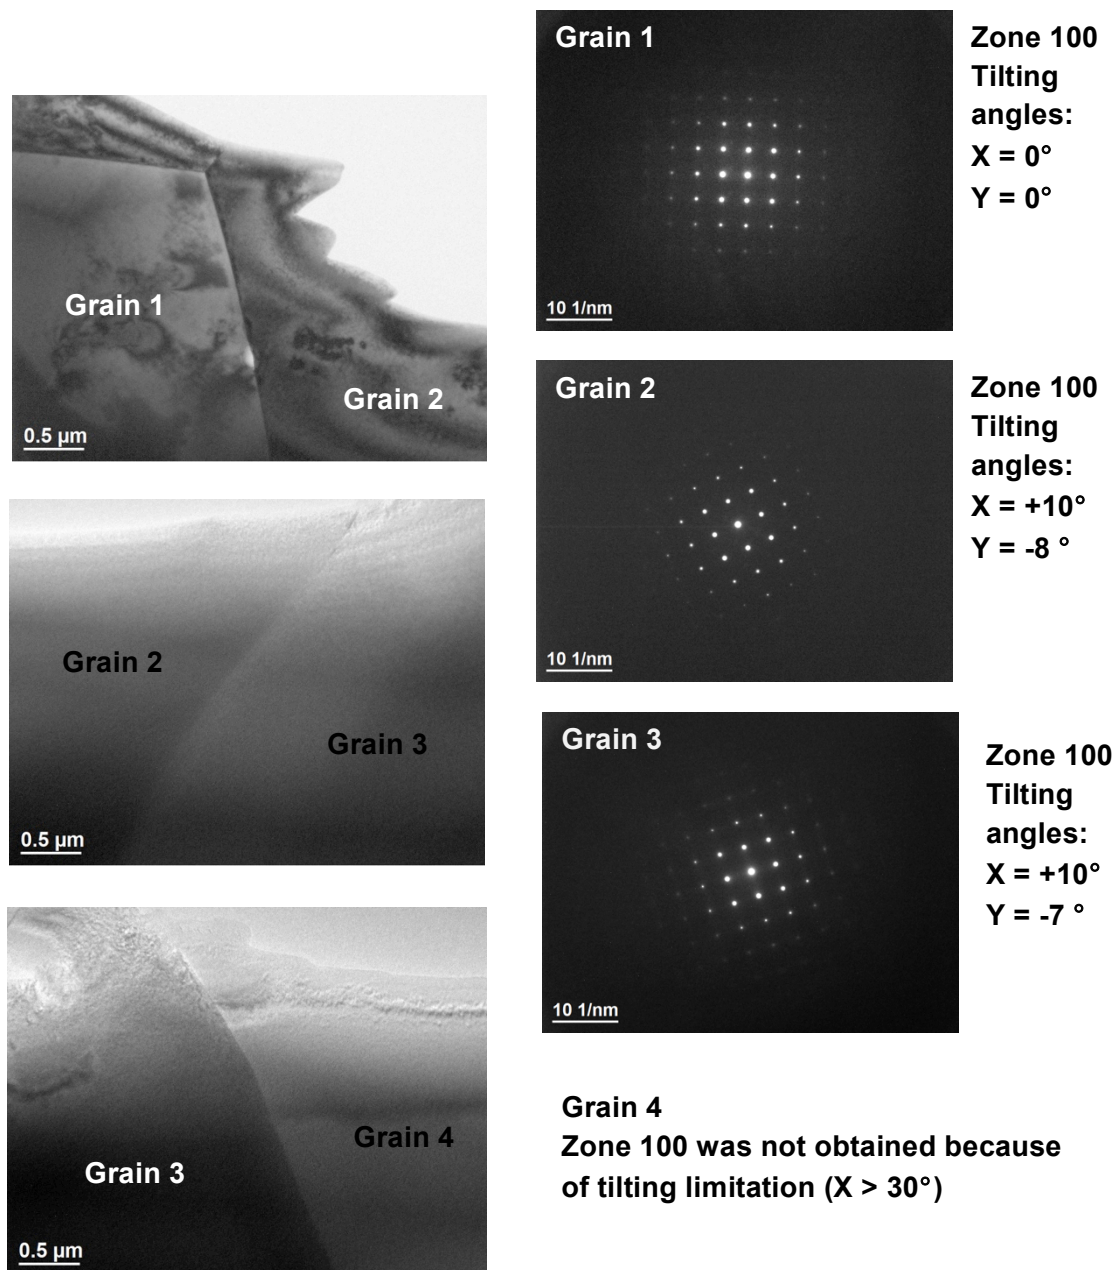 Grain 1
Zone 100
Tilting
angles:
X = 0°
Y = 0°
Grain 1
Grain 2
0.5 µm
10 1/nm
Grain 2
Zone 100
Tilting
angles:
X = +10°
Y = -8 °
10 1/nm
Grain 2
Grain 3
0.5 µm
Grain 3
Zone 100
Tilting
angles:
X = +10°
Y = -7 °
10 1/nm
Grain 3
Grain 4
0.5 µm
Grain 4
Zone 100 was not obtained because
of tilting limitation (X > 30°)